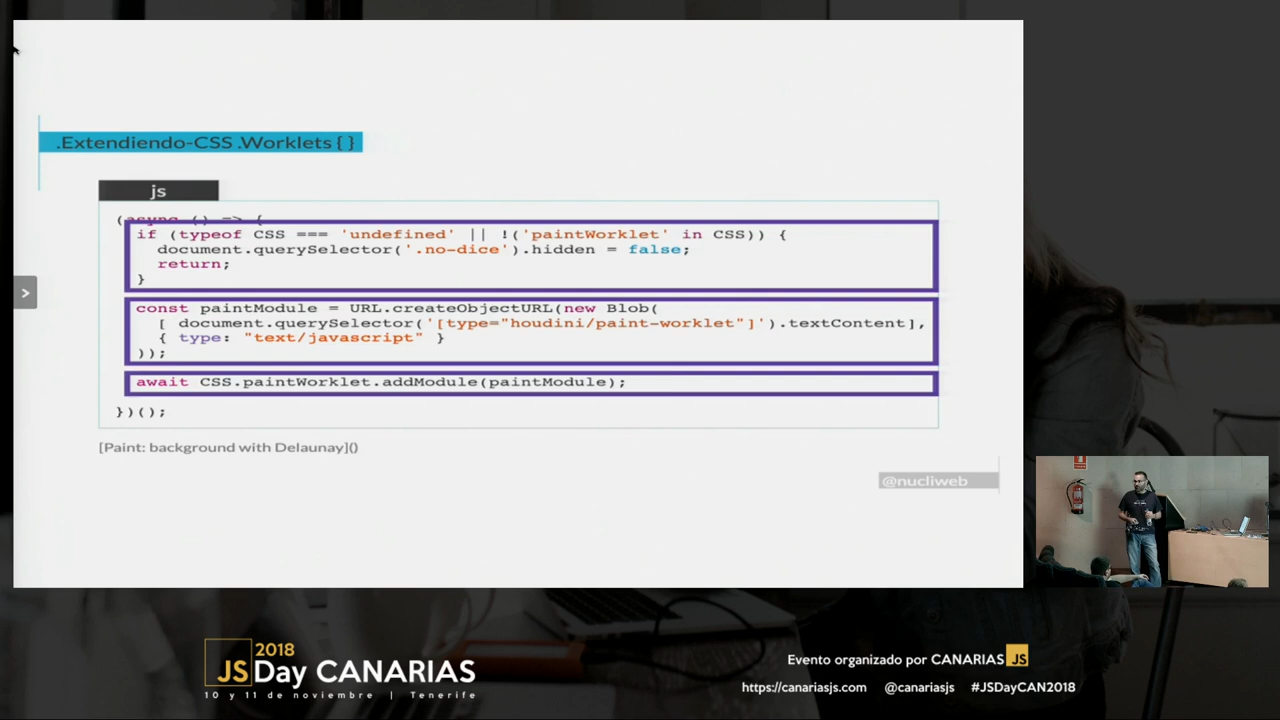 .Extendiendo-CSS .Worklets { }
js
(async () => {
if (typeof CSS === 'undefined' || !('paintWorklet' in CSS)) {
document.querySelector('.no-dice').hidden = false;
return;
}
const paintModule = URL.createObjectURL(new Blob(
[ document.querySelector('[type="houdini/paint-worklet"]').textContent],
{ type: "text/javascript" }
));
await CSS.paintWorklet.addModule(paintModule);
})();
[Paint: background with Delaunay]()
@nucliweb
>
2018
JSDay CANARIAS
10 y 11 de noviembre | Tenerife
Evento organizado por CANARIAS JS
https://canariasjs.com @canariasjs #JSDayCAN2018